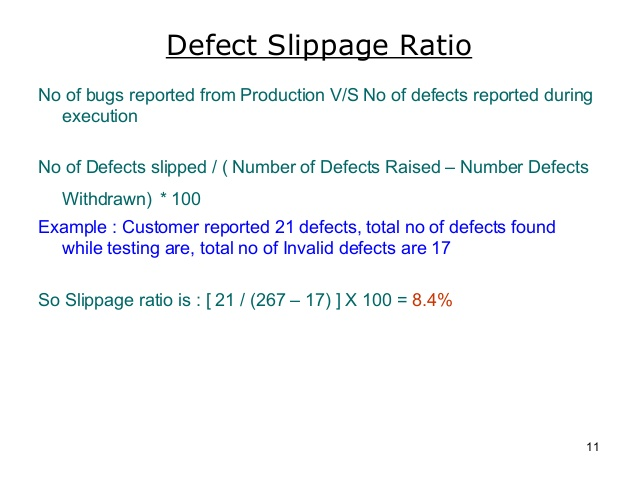 Defect Slippage Ratio
No of bugs reported from Production V/S No of defects reported during
execution
No of Defects slipped / ( Number of Defects Raised – Number Defects
Withdrawn) * 100
Example : Customer reported 21 defects, total no of defects found
while testing are, total no of Invalid defects are 17
So Slippage ratio is : [ 21 / (267 – 17) ] X 100 = 8.4%
11